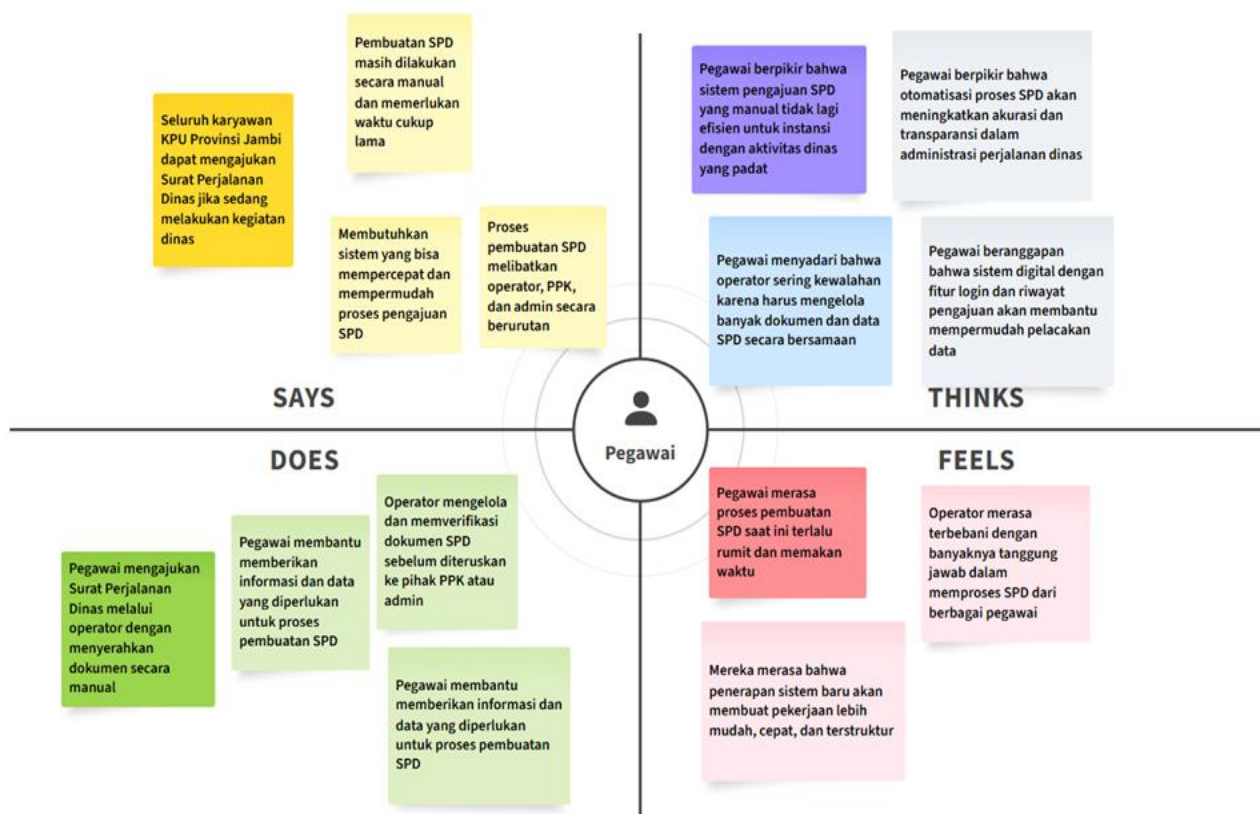 Pembuatan SPD
masih dilakukan
secara manual
dan memerlukan
waktu cukup
lama
Seluruh karyawan
KPU Provinsi Jambi
dapat mengajukan
Surat Perjalanan
Dinas jika sedang
melakukan kegiatan
dinas
Membutuhkan
sistem yang bisa
mempercepat dan
mempermudah
proses pengajuan
SPD
Proses
pembuatan SPD
melibatkan
operator, PPK,
dan admin secara
berurutan
SAYS
Pegawai berpikir bahwa
sistem pengajuan SPD
yang manual tidak lagi
efisien untuk instansi
dengan aktivitas dinas
yang padat
Pegawai berpikir bahwa
otomatisasi proses SPD akan
meningkatkan akurasi dan
transparansi dalam
administrasi perjalanan dinas
Pegawai menyadari bahwa
operator sering kewalahan
karena harus mengelola
banyak dokumen dan data
SPD secara bersamaan
Pegawai beranggapan
bahwa sistem digital dengan
fitur login dan riwayat
pengajuan akan membantu
mempermudah pelacakan
data
THINKS
Pegawai
DOES
Pegawai mengajukan
Surat Perjalanan
Dinas melalui
operator dengan
menyerahkan
dokumen secara
manual
Pegawai membantu
memberikan
informasi dan data
yang diperlukan
untuk proses
pembuatan SPD
Operator mengelola
dan memverifikasi
dokumen SPD
sebelum diteruskan
ke pihak PPK atau
admin
Pegawai membantu
memberikan informasi dan
data yang diperlukan
untuk proses pembuatan
SPD
FEELS
Pegawai merasa
proses pembuatan
SPD saat ini terlalu
rumit dan memakan
waktu
Operator merasa
terbebani dengan
banyaknya tanggung
jawab dalam
memproses SPD dari
berbagai pegawai
Mereka merasa bahwa
penerapan sistem baru akan
membuat pekerjaan lebih
mudah, cepat, dan terstruktur